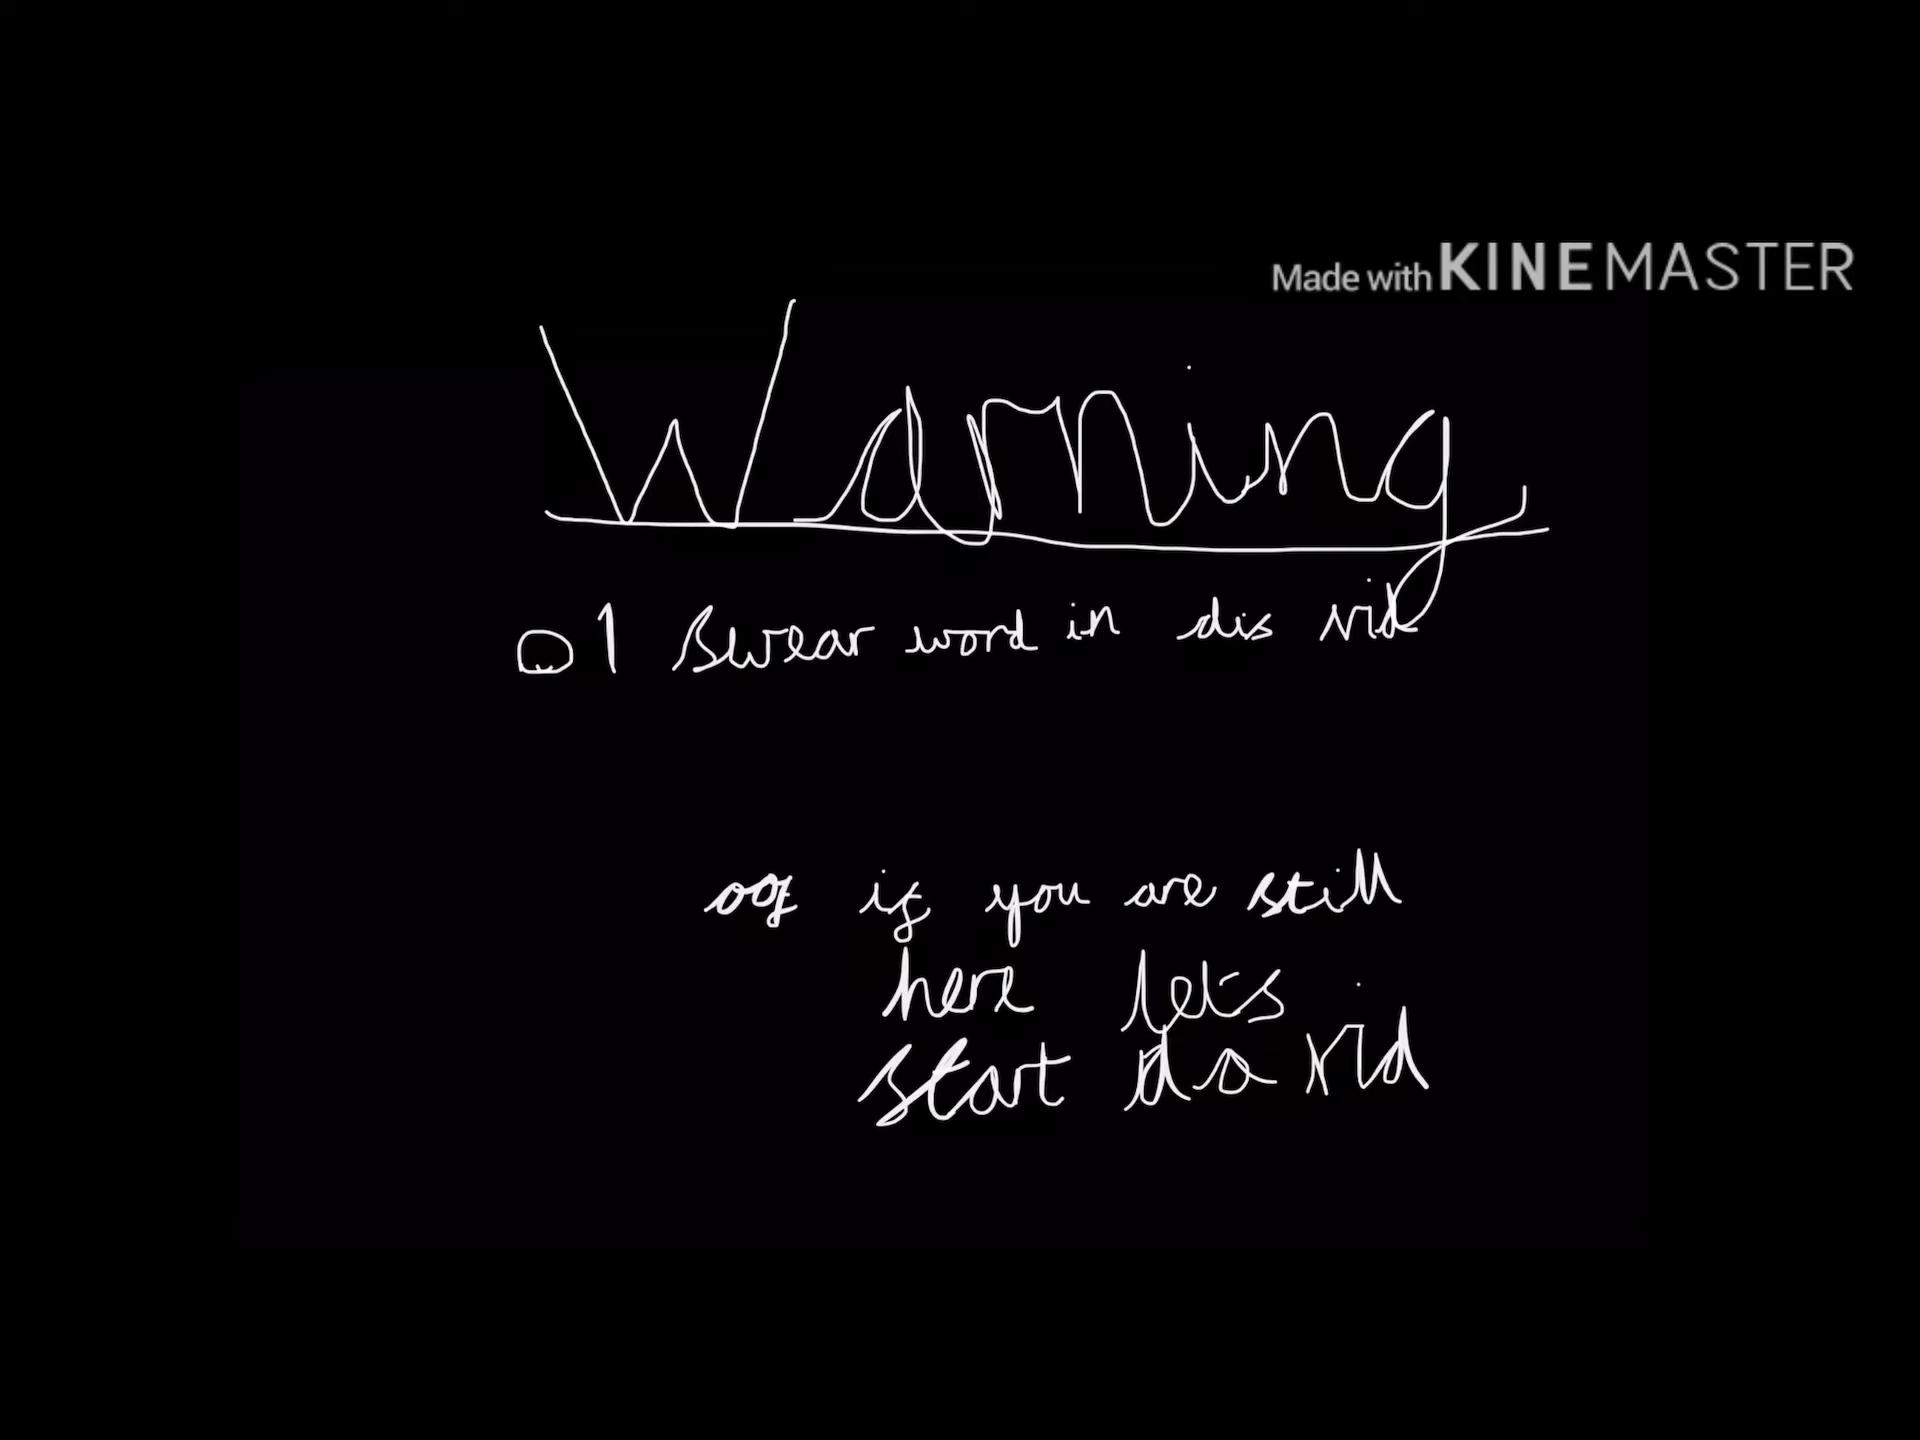 Made with KINEMASTER
Warning
1 Swear word in dis vid
oof if you are still
here let's
start da vid